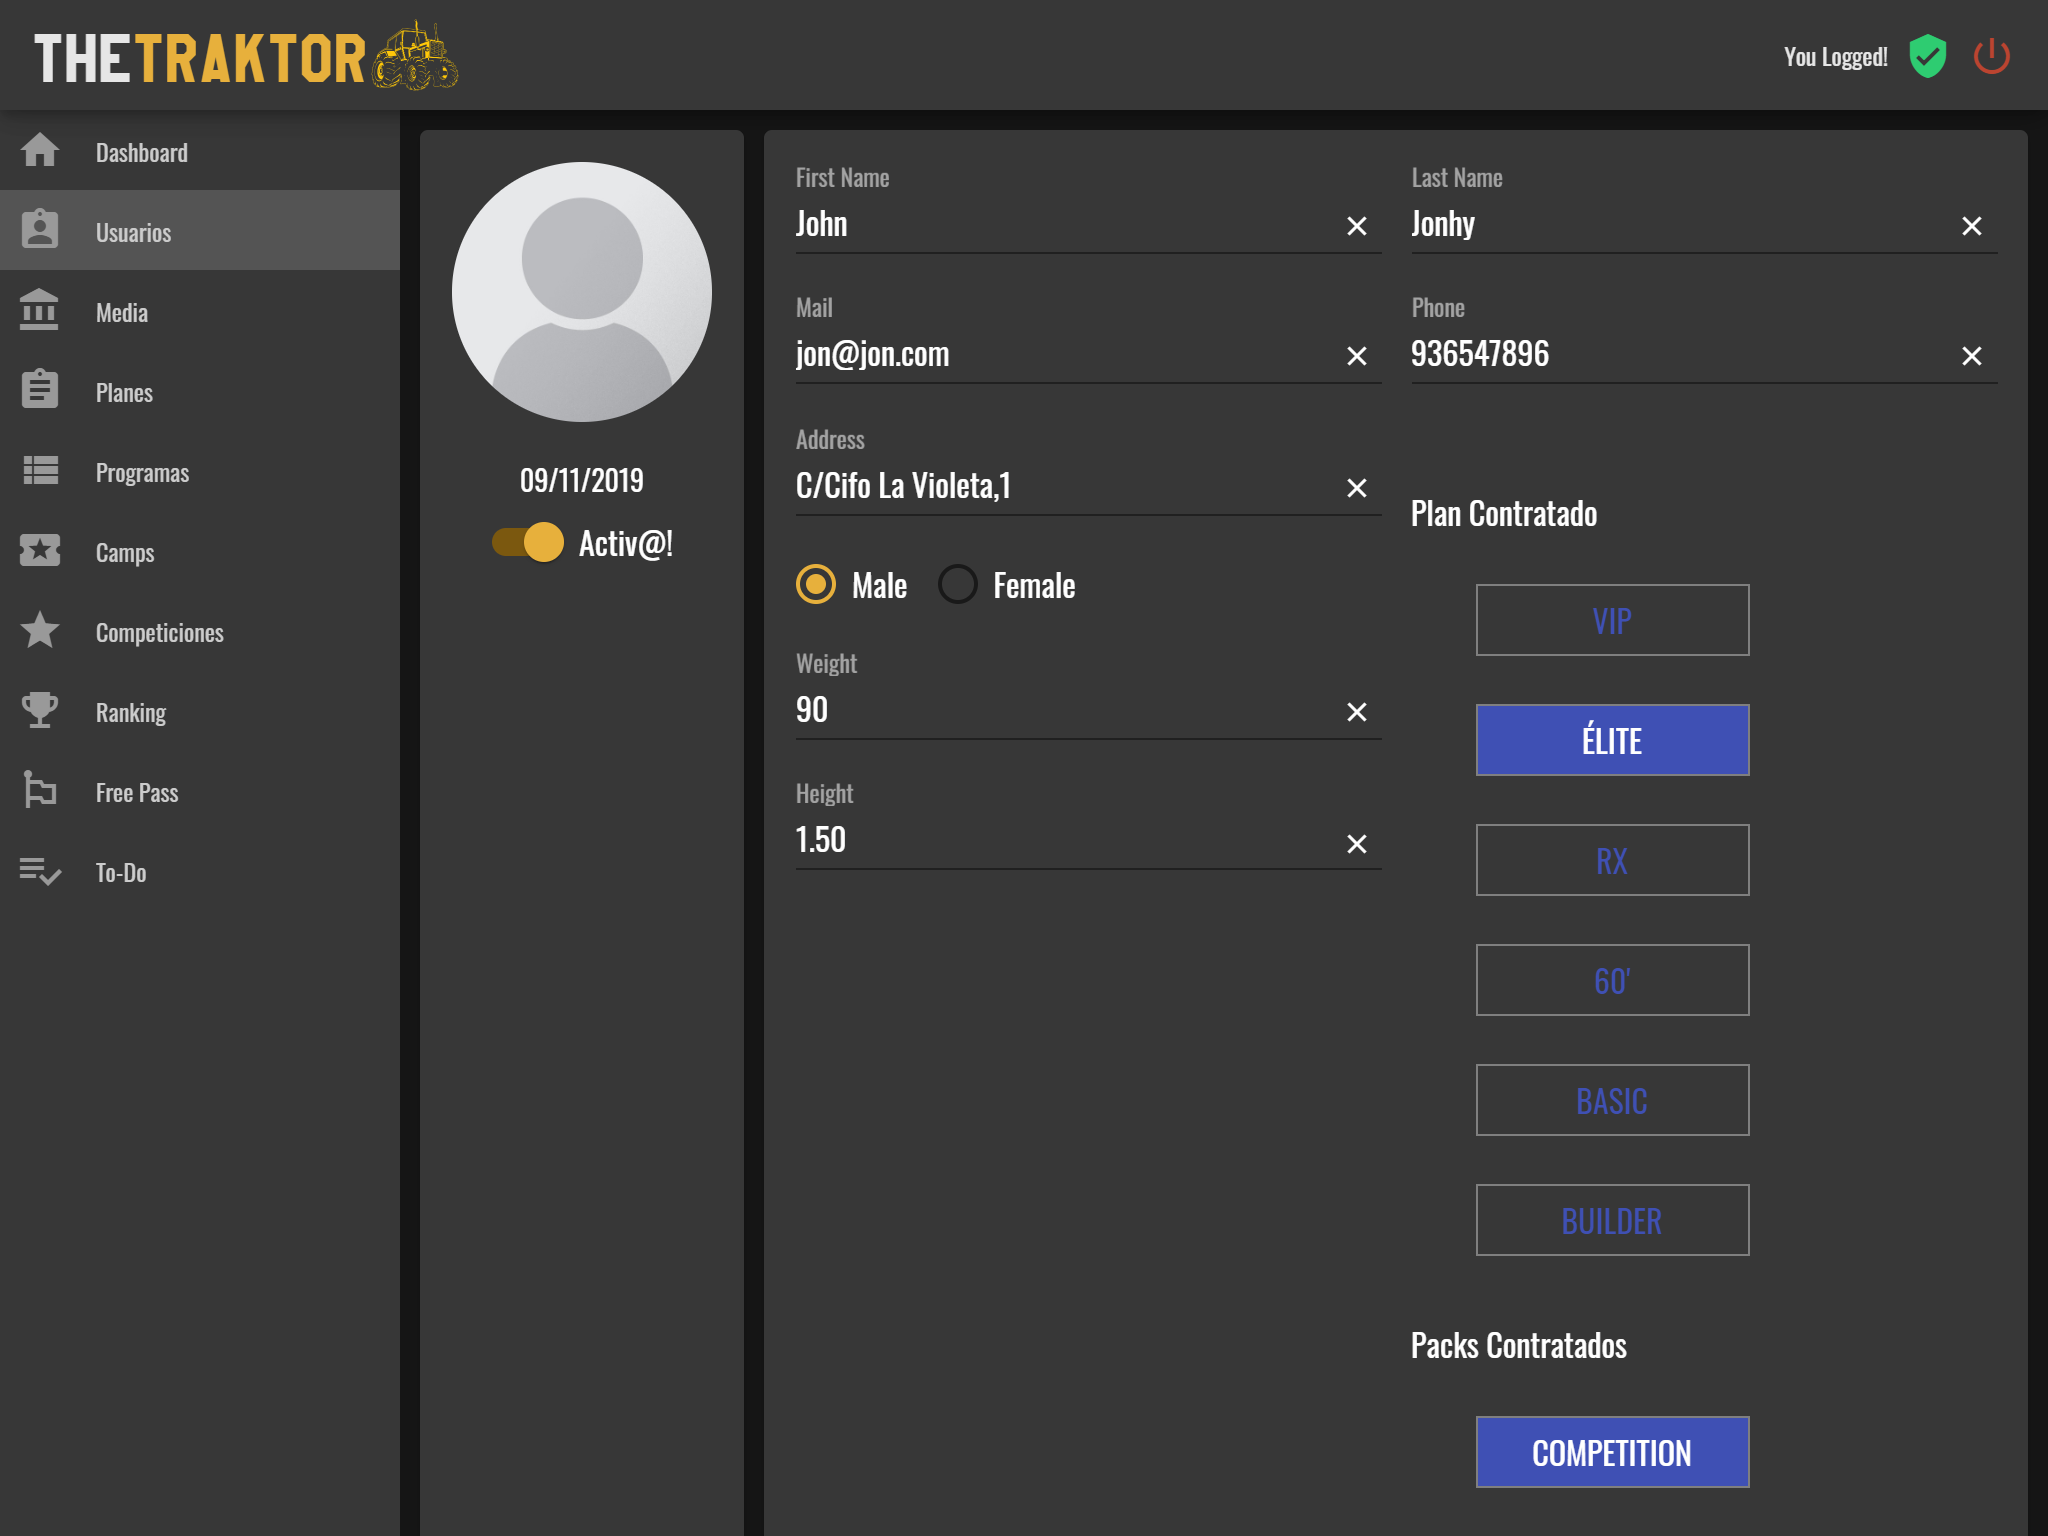 THETRAKTOR
You Logged!
Dashboard
Usuarios
Media
Planes
Programas
Camps
Competiciones
Ranking
Free Pass
To-Do
09/11/2019
Activ@!
First Name
John
Last Name
Jonhy
Mail
jon@jon.com
Phone
936547896
Address
C/Cifo La Violeta,1
Male
Female
Weight
90
Height
1.50
Plan Contratado
VIP
ÉLITE
RX
60'
BASIC
BUILDER
Packs Contratados
COMPETITION